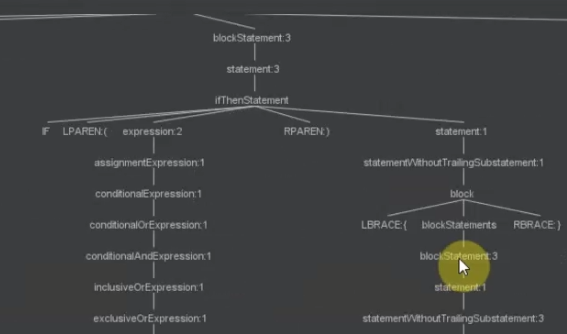 blockStatement:3
statement:3
ifThenStatement
IF LPAREN:( expression:2 RPAREN:) statement:1
assignmentExpression:1 statementWithoutTrailingSubstatement:1
conditionalExpression:1 block
conditionalOrExpression:1 LBRACE:{ blockStatements RBRACE:}
conditionalAndExpression:1 blockStatement:3
inclusiveOrExpression:1 statement:1
exclusiveOrExpression:1 statementWithoutTrailingSubstatement:3